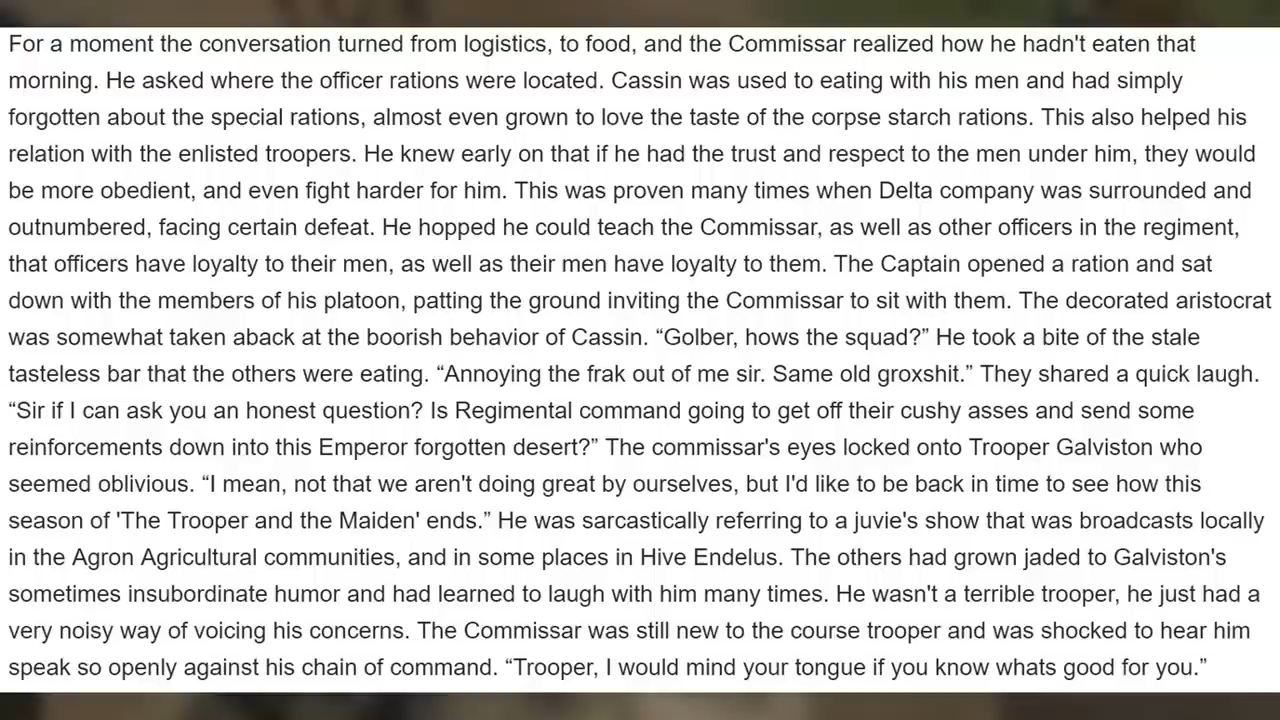 For a moment the conversation turned from logistics, to food, and the Commissar realized how he hadn't eaten that
morning. He asked where the officer rations were located. Cassin was used to eating with his men and had simply
forgotten about the special rations, almost even grown to love the taste of the corpse starch rations. This also helped his
relation with the enlisted troopers. He knew early on that if he had the trust and respect to the men under him, they would
be more obedient, and even fight harder for him. This was proven many times when Delta company was surrounded and
outnumbered, facing certain defeat. He hopped he could teach the Commissar, as well as other officers in the regiment,
that officers have loyalty to their men, as well as their men have loyalty to them. The Captain opened a ration and sat
down with the members of his platoon, patting the ground inviting the Commissar to sit with them. The decorated aristocrat
was somewhat taken aback at the boorish behavior of Cassin. “Golber, hows the squad?” He took a bite of the stale
tasteless bar that the others were eating. “Annoying the frak out of me sir. Same old groxshit.” They shared a quick laugh.
“Sir if I can ask you an honest question? Is Regimental command going to get off their cushy asses and send some
reinforcements down into this Emperor forgotten desert?” The commissar's eyes locked onto Trooper Galviston who
seemed oblivious. “I mean, not that we aren't doing great by ourselves, but I'd like to be back in time to see how this
season of 'The Trooper and the Maiden' ends.” He was sarcastically referring to a juvie's show that was broadcasts locally
in the Agron Agricultural communities, and in some places in Hive Endelus. The others had grown jaded to Galviston's
sometimes insubordinate humor and had learned to laugh with him many times. He wasn't a terrible trooper, he just had a
very noisy way of voicing his concerns. The Commissar was still new to the course trooper and was shocked to hear him
speak so openly against his chain of command. “Trooper, I would mind your tongue if you know whats good for you.”